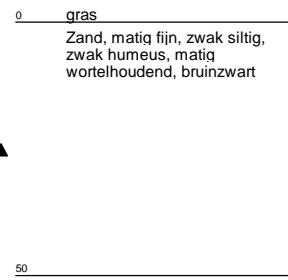 0 gras
Zand, matig fijn, zwak siltig,
zwak humeus, matig
wortelhoudend, bruinzwart
50